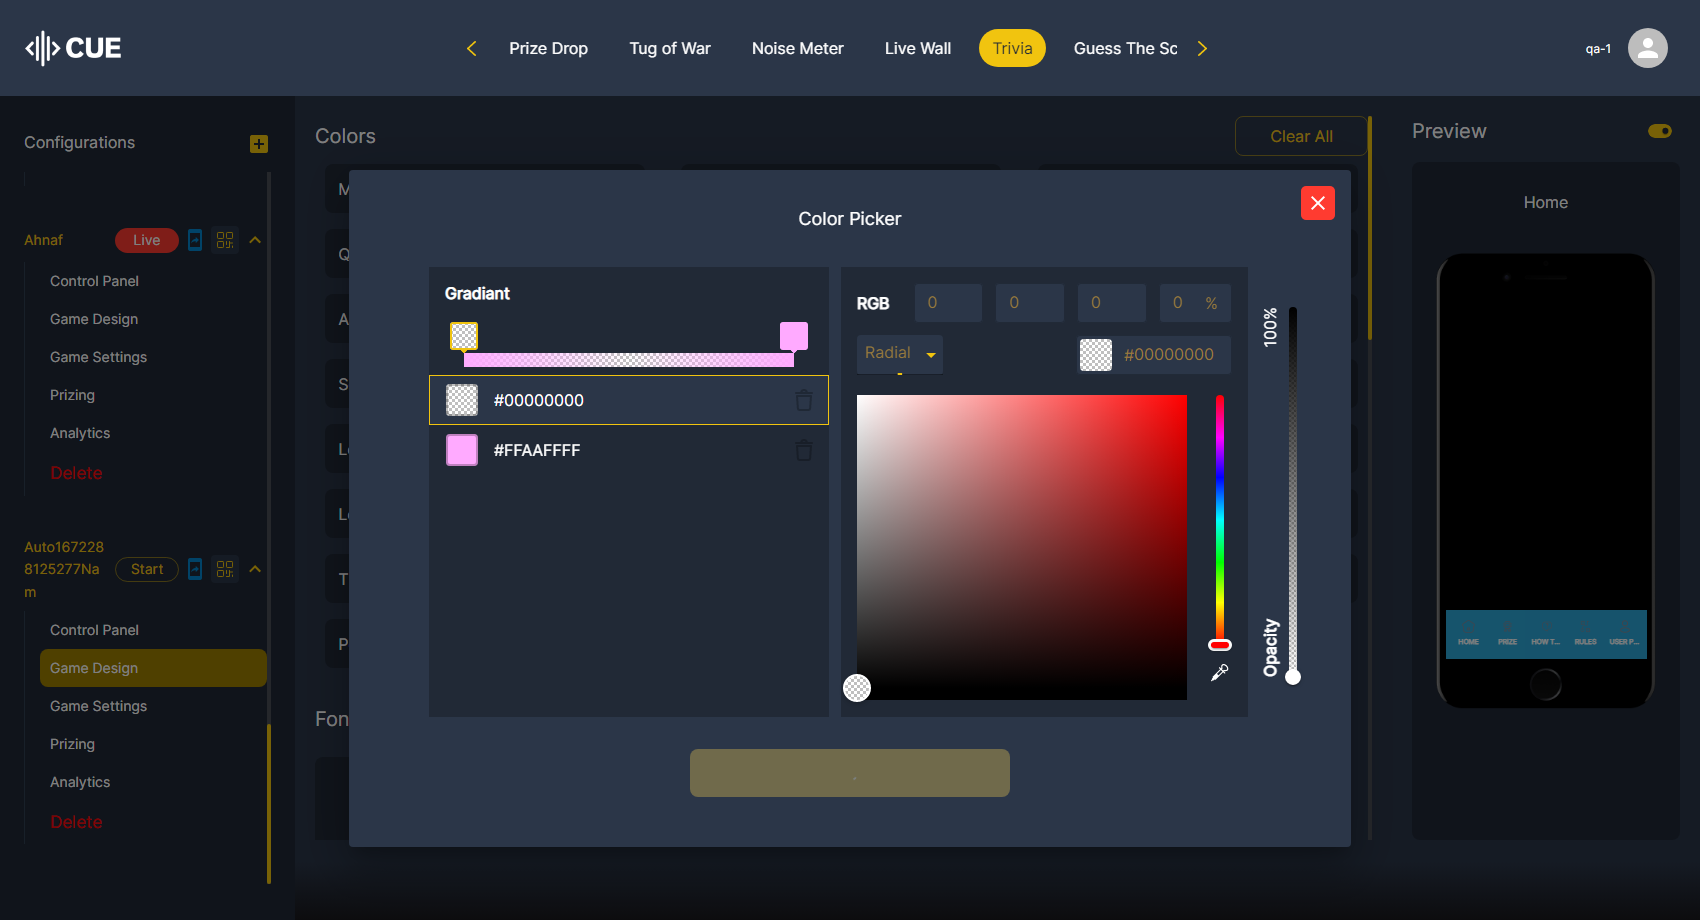 CUE
Prize Drop
Tug of War
Noise Meter
Live Wall
Trivia
Guess The Sc
qa-1
Configurations
Ahnaf
Live
Control Panel
Game Design
Game Settings
Prizing
Analytics
Delete
Auto167228
8125277Na
m
Start
Control Panel
Game Design
Game Settings
Prizing
Analytics
Delete
Colors
Clear All
M
Q
A
S
L
L
T
P
Fon
Color Picker
Gradiant
#00000000
#FFAAFFFF
RGB
0
0
0
0 %
Radial
#00000000
100%
Opacity
Preview
Home
HOME
PRIZE
HOW T...
RULES
USER P...